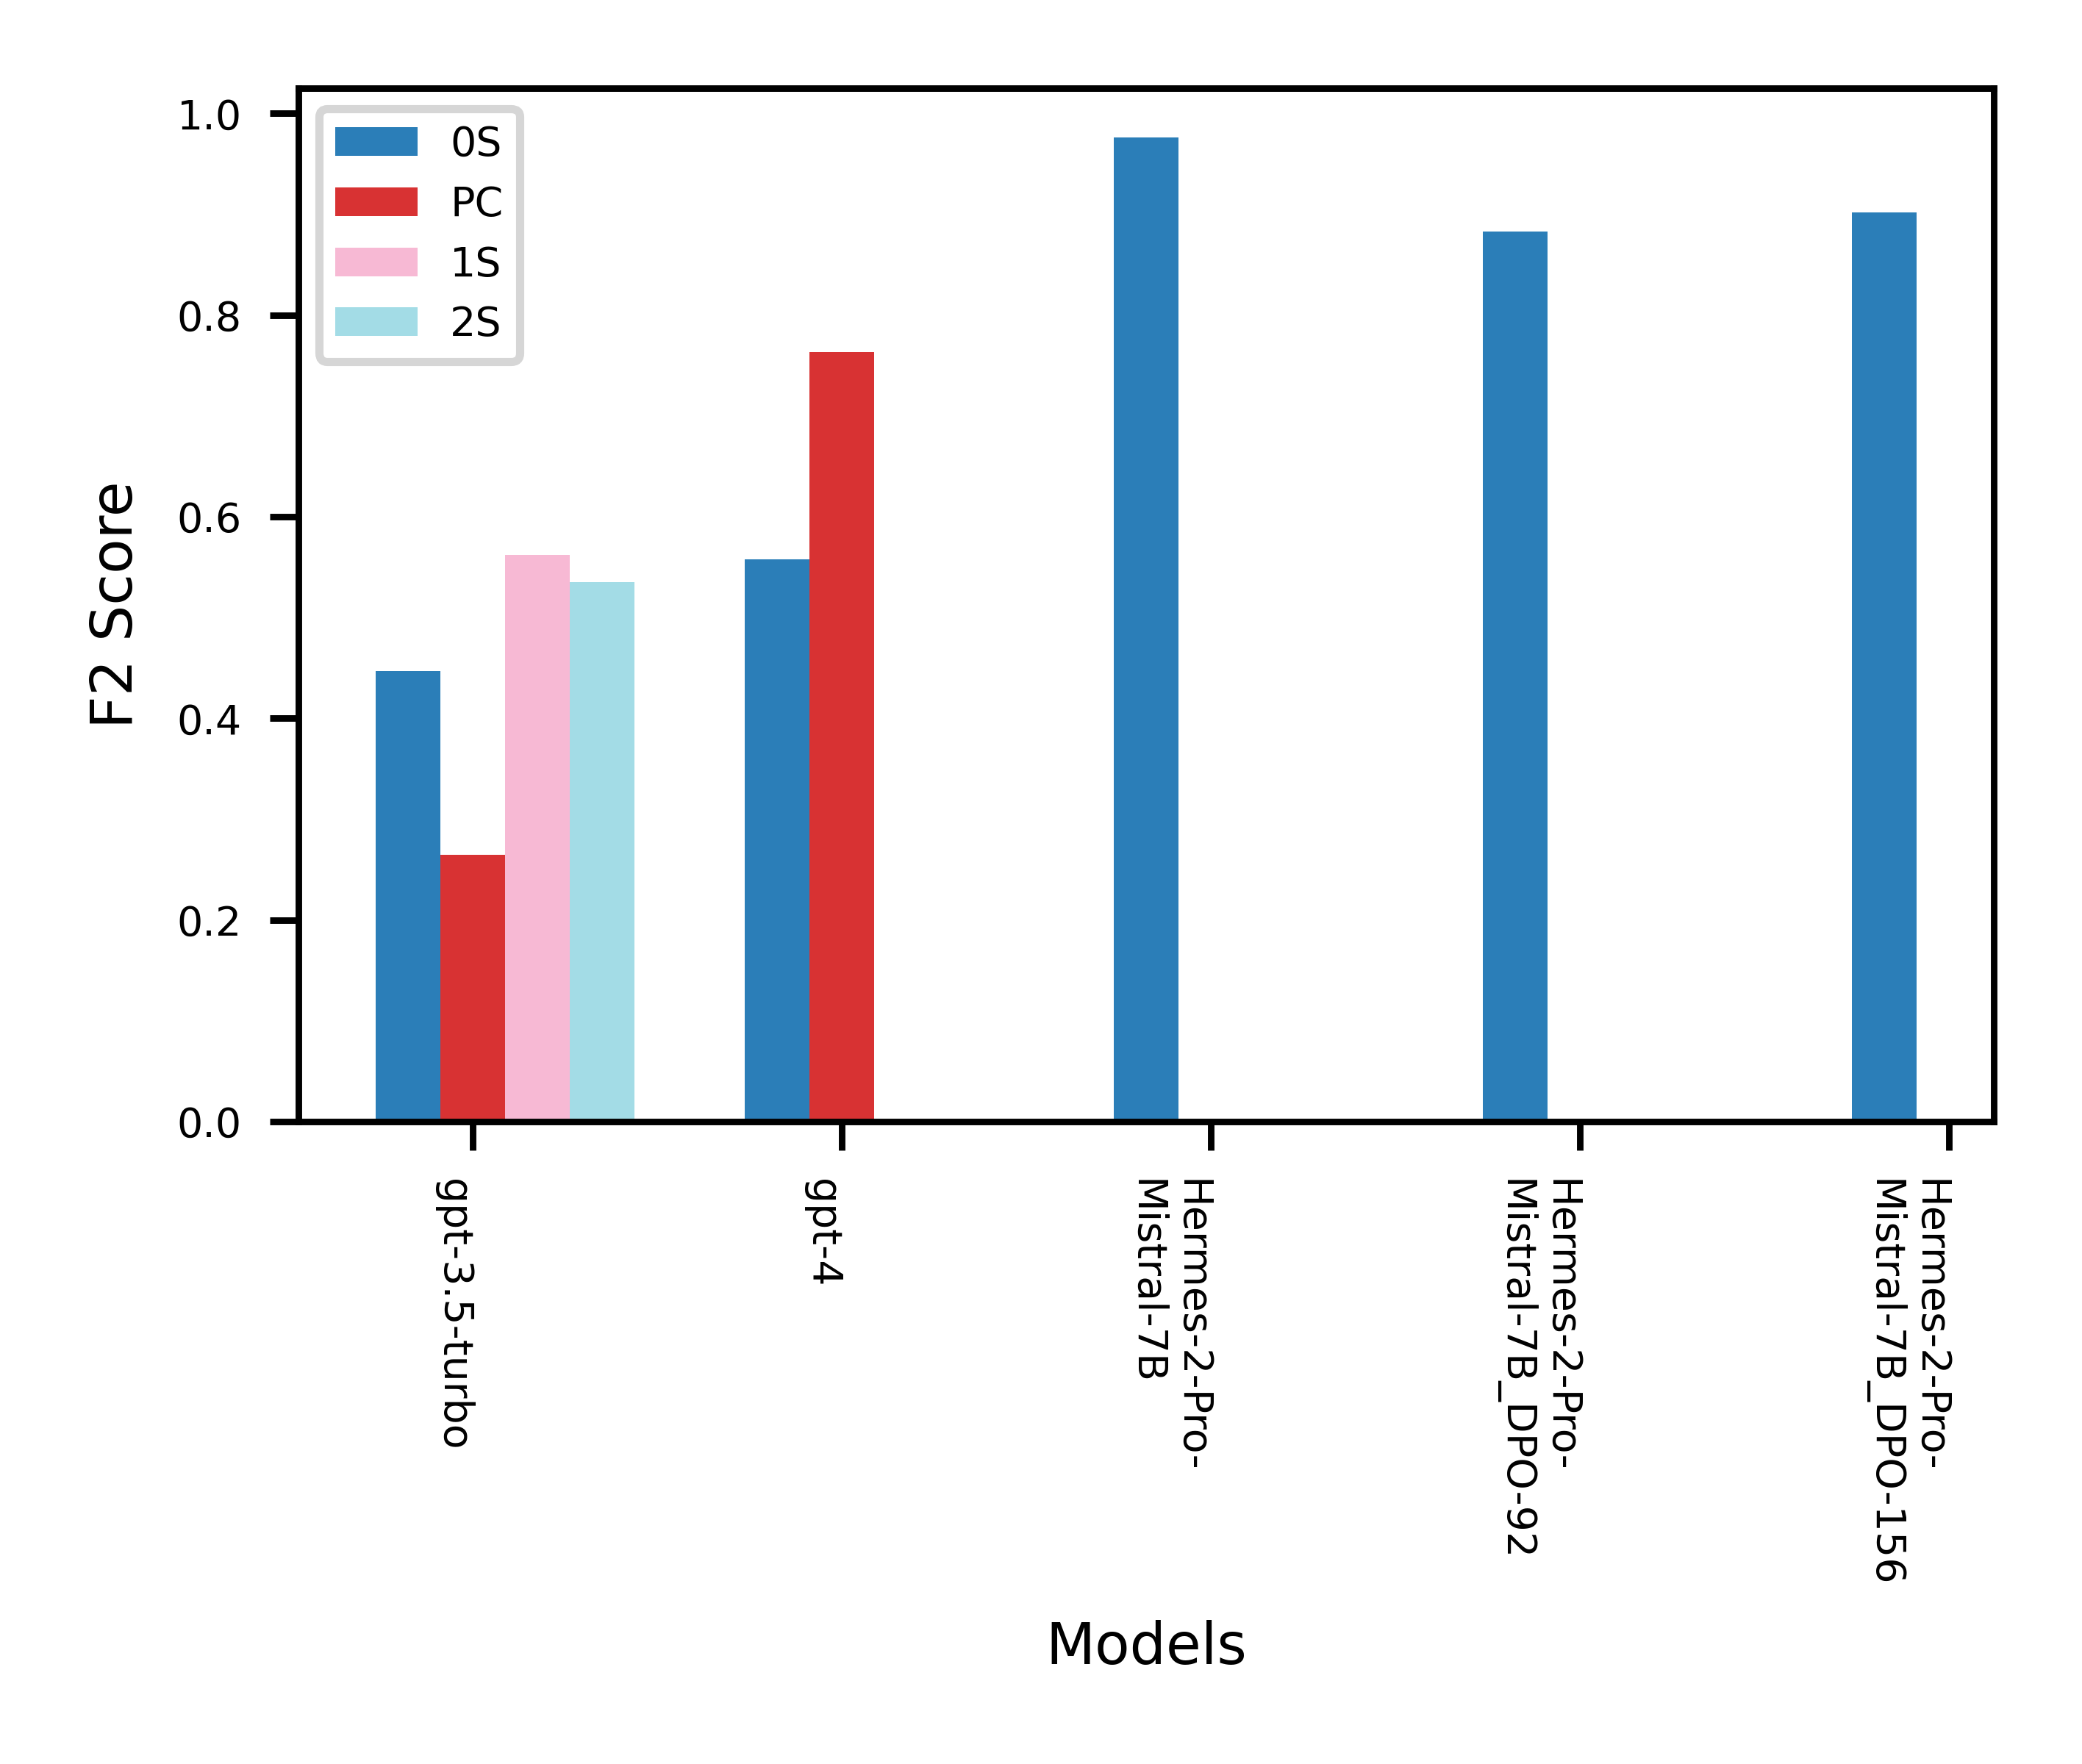 1.0
0.8
0.6
0.4
0.2
0.0
F2 Score
0S
PC
1S
2S
gpt-3.5-turbo
gpt-4
Hermes-2-Pro-
Mistral-7B
Hermes-2-Pro-
Mistral-7B_DPO-92
Hermes-2-Pro-
Mistral-7B_DPO-156
Models